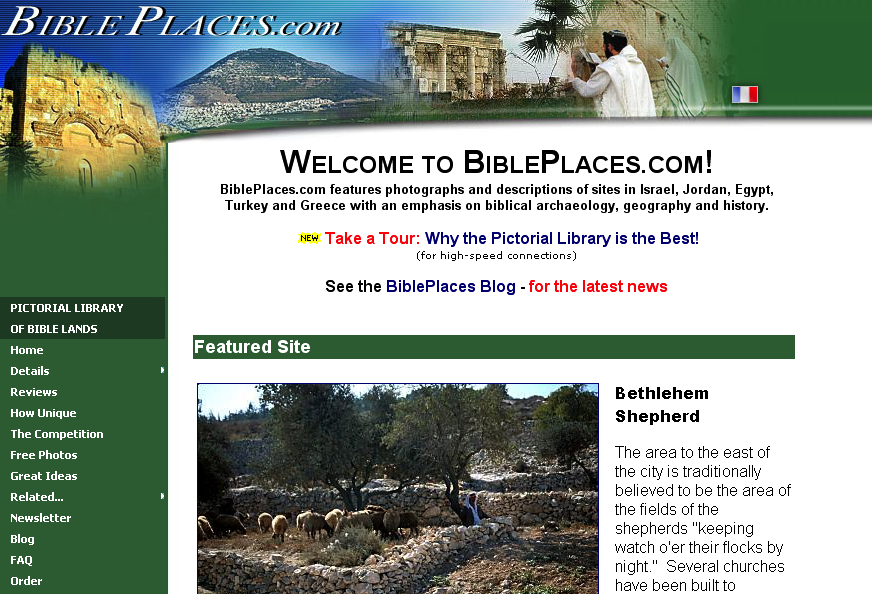 BIBLE PLACES.com
WELCOME TO BIBLEPLACES.COM!
BiblePlaces.com features photographs and descriptions of sites in Israel, Jordan, Egypt,
Turkey and Greece with an emphasis on biblical archaeology, geography and history.
NEW Take a Tour: Why the Pictorial Library is the Best!
(for high-speed connections)
See the BiblePlaces Blog - for the latest news
PICTORIAL LIBRARY
OF BIBLE LANDS
Home
Details
Reviews
How Unique
The Competition
Free Photos
Great Ideas
Related...
Newsletter
Blog
FAQ
Order
Featured Site
Bethlehem
Shepherd
The area to the east of
the city is traditionally
believed to be the area of
the fields of the
shepherds "keeping
watch o'er their flocks by
night." Several churches
have been built to